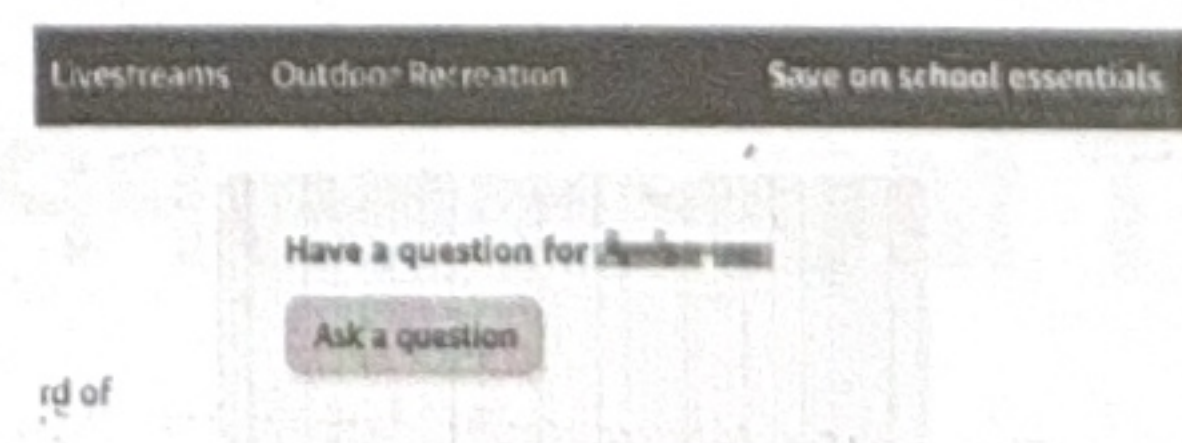 Livestreams Outdoor Recreation Save on school essentials
Have a question for
Ask a question
rd of